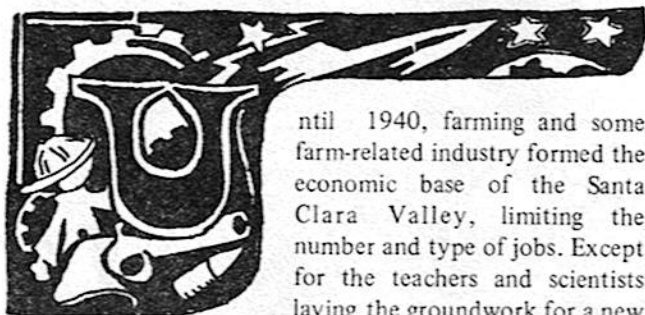 Until 1940, farming and some
farm-related industry formed the
economic base of the Santa
Clara Valley, limiting the
number and type of jobs. Except
for the teachers and scientists
laying the groundwork for a new